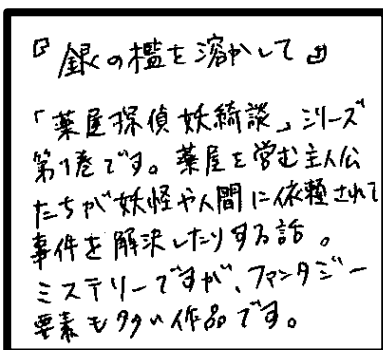 『銀の檻を溶かして』
「薬屋探偵妖綺談」シリーズ
第1巻です。薬屋を営む主人公
たちが妖怪や人間に依頼されて
事件を解決したりする話。
ミステリーですが、ファンタジー
要素も多い作品です。